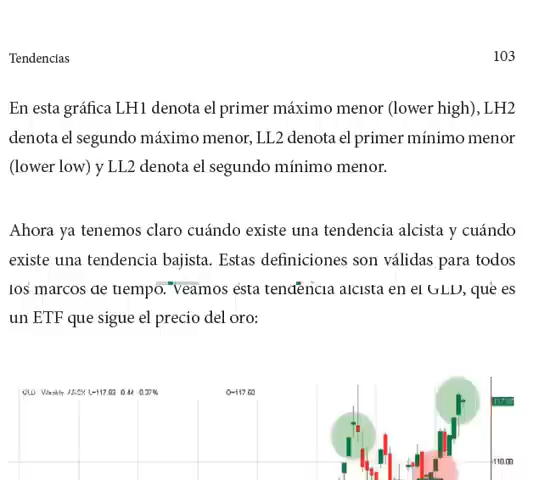 Tendencias
103
En esta gráfica LH1 denota el primer máximo menor (lower high), LH2
denota el segundo máximo menor, LL2 denota el primer mínimo menor
(lower low) y LL2 denota el segundo mínimo menor.
Ahora ya tenemos claro cuándo existe una tendencia alcista y cuándo
existe una tendencia bajista. Estas definiciones son válidas para todos
los marcos de tiempo. Veamos esta tendencia alcista en el GLD, que es
un ETF que sigue el precio del oro:
GLD Weekly
110.00